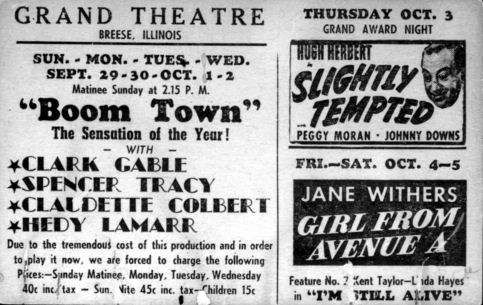 GRAND THEATRE
BREESE, ILLINOIS
SUN. - MON. - TUES. - WED.
SEPT. 29-30-OCT. 1-2
Matinee Sunday at 2.15 P. M.
"Boom Town"
The Sensation of the Year!
— WITH —
★CLARK GABLE
★SPENCER TRACY
★CLAUDETTE COLBERT
★HEDY LAMARR
Due to the tremendous cost of this production and in order
to play it now, we are forced to charge the following
Prices:—Sunday Matinee, Monday, Tuesday, Wednesday
40c inc. tax — Sun. Nite 45c inc. tax—Children 15c
THURSDAY OCT. 3
GRAND AWARD NIGHT
HUGH HERBERT
SLIGHTLY
TEMPTED
PEGGY MORAN · JOHNNY DOWNS
FRI.—SAT. OCT. 4—5
JANE WITHERS
GIRL FROM
AVENUE A
Feature No. 2 Kent Taylor—Linda Hayes
in "I'M STILL ALIVE"